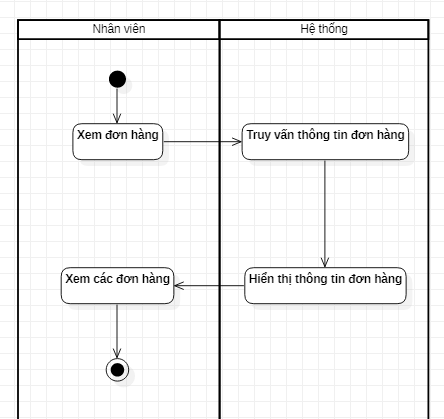 Nhân viên
Hệ thống
Xem đơn hàng
Truy vấn thông tin đơn hàng
Xem các đơn hàng
Hiển thị thông tin đơn hàng